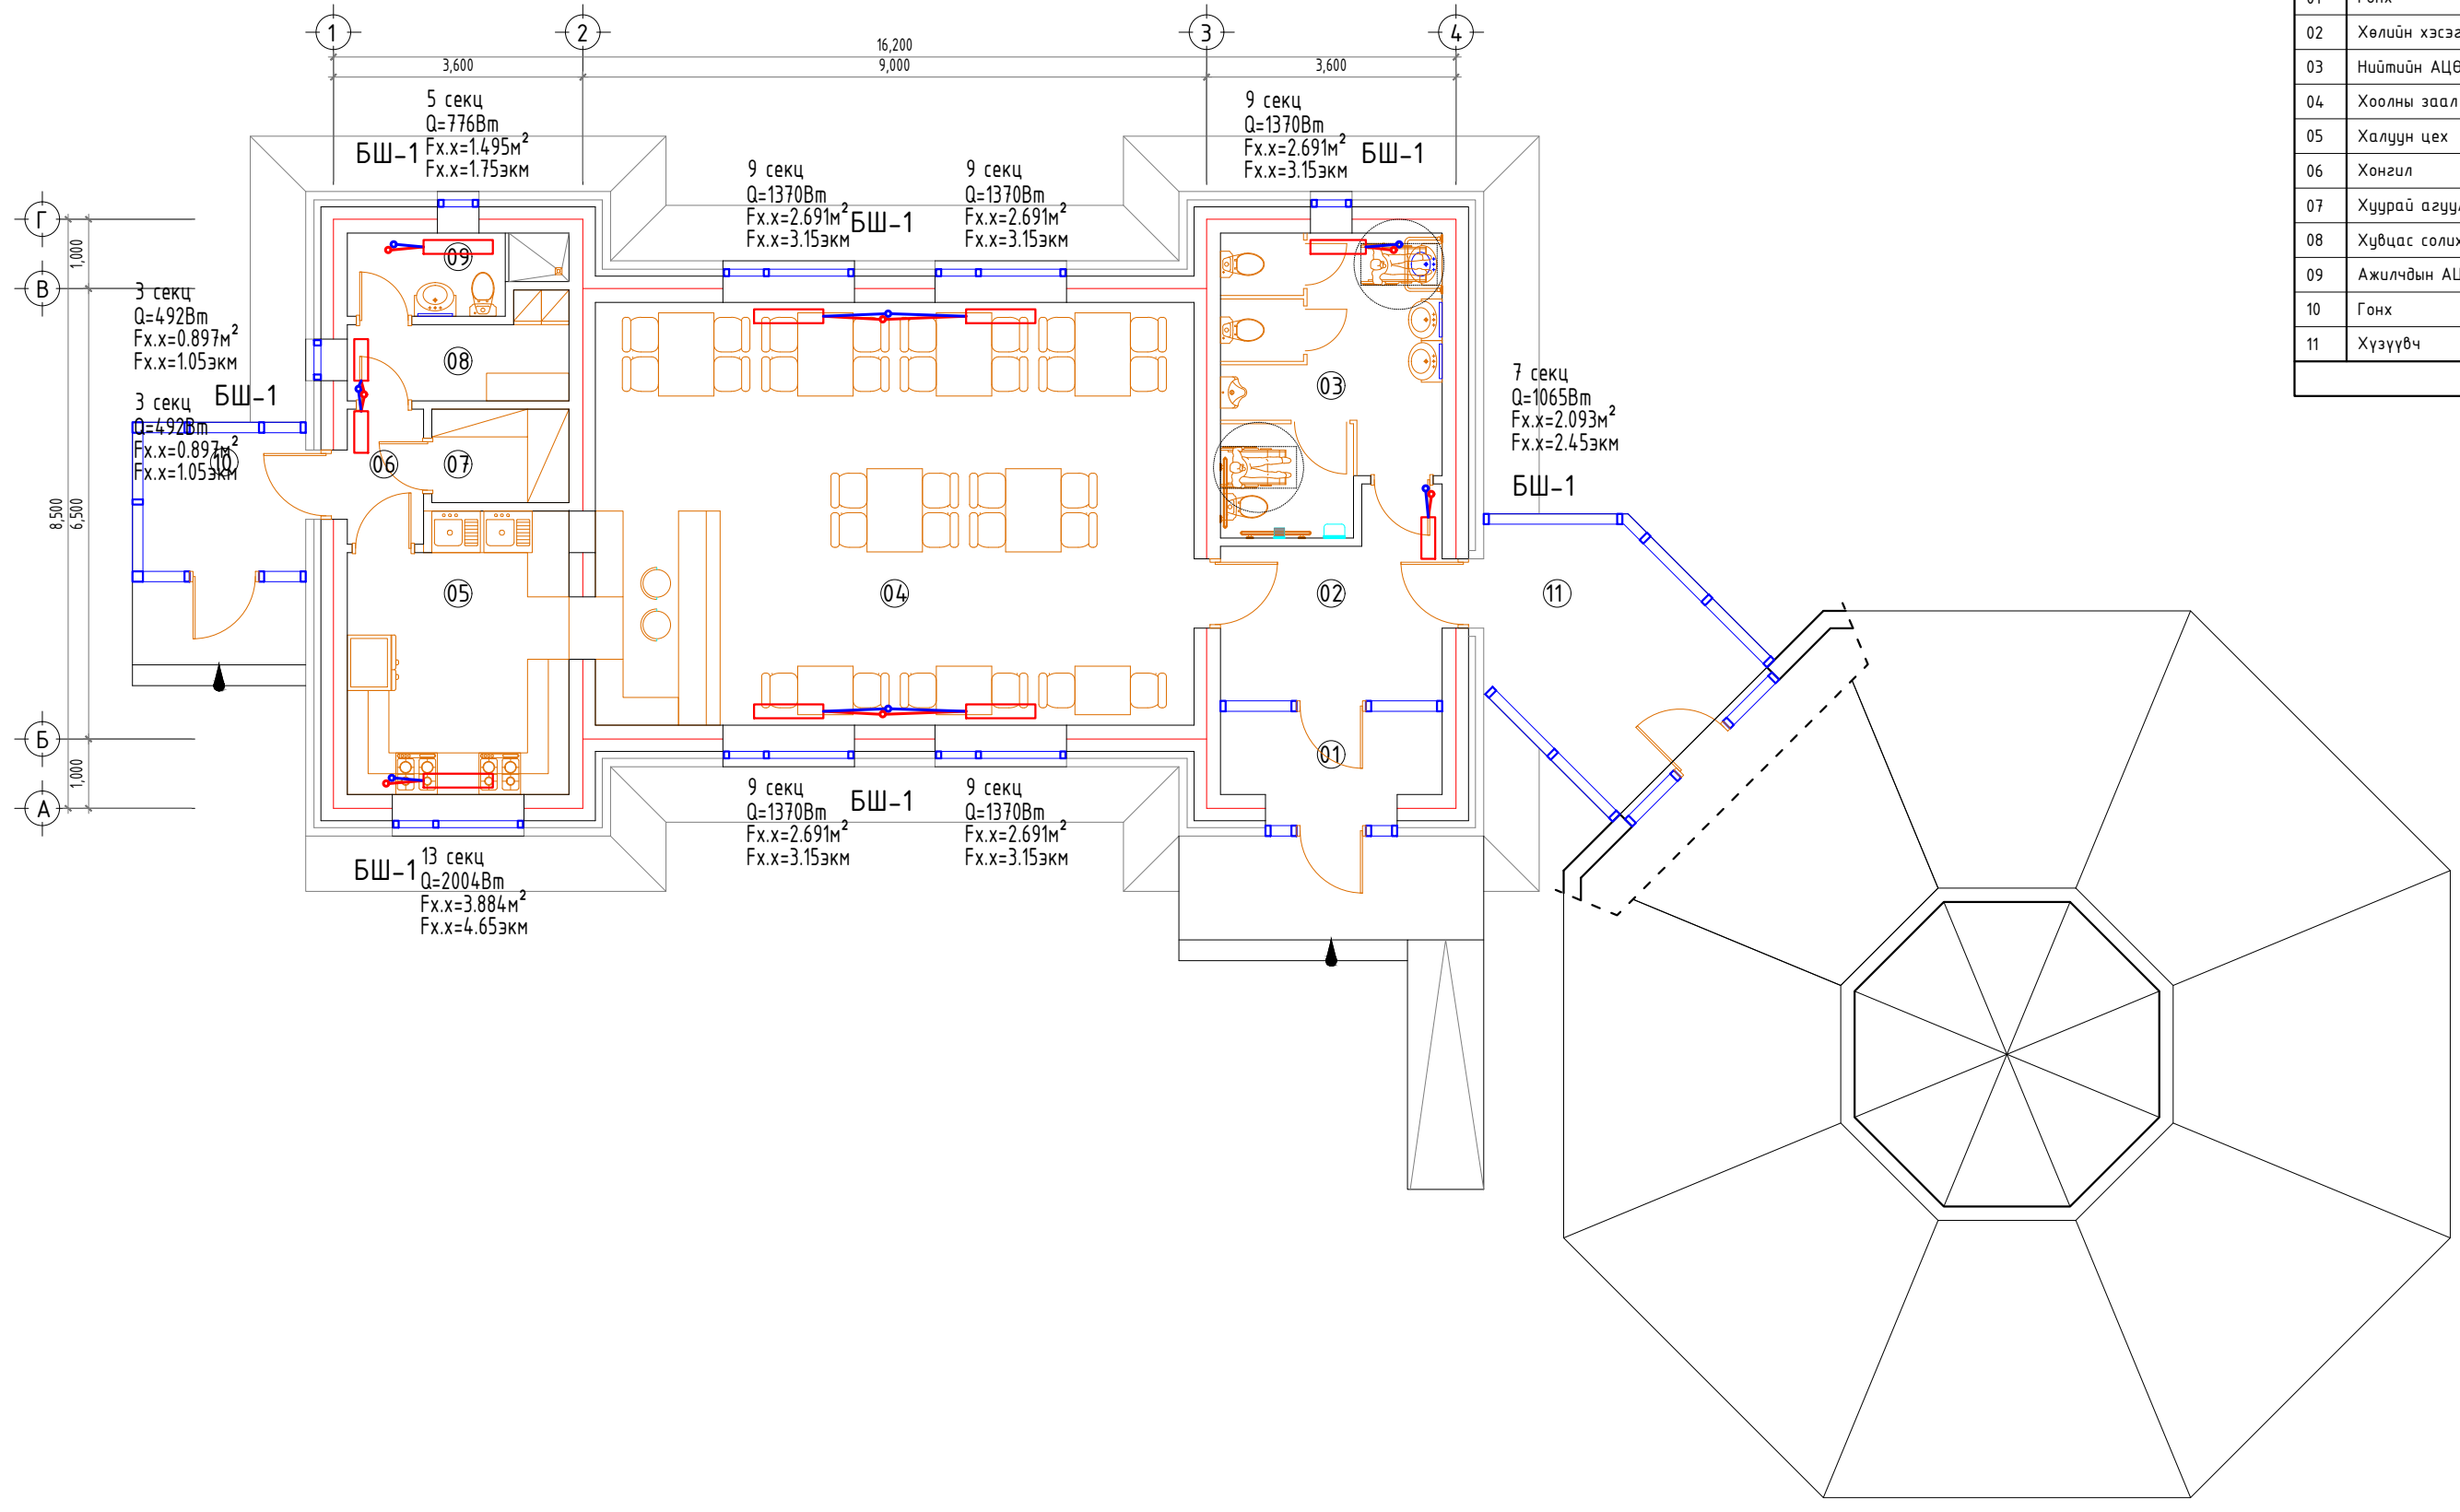 1
2
3
4
16,200
3,600
9,000
3,600
5 секц
Q=776Вт
Fх.х=1.495м²
Fх.х=1.75экм
БШ-1
9 секц
Q=1370Вт
Fх.х=2.691м²
Fх.х=3.15экм
БШ-1
9 секц
Q=1370Вт
Fх.х=2.691м²
Fх.х=3.15экм
9 секц
Q=1370Вт
Fх.х=2.691м²
Fх.х=3.15экм
БШ-1
Г
В
Б
А
1,000
8,500
6,500
1,000
3 секц
Q=492Вт
Fх.х=0.897м²
Fх.х=1.05экм
БШ-1
3 секц
Q=492Вт
Fх.х=0.897м²
Fх.х=1.05экм
7 секц
Q=1065Вт
Fх.х=2.093м²
Fх.х=2.45экм
БШ-1
09
08
03
10
06
07
05
04
02
11
01
9 секц
Q=1370Вт
Fх.х=2.691м²
Fх.х=3.15экм
БШ-1
9 секц
Q=1370Вт
Fх.х=2.691м²
Fх.х=3.15экм
БШ-1
13 секц
Q=2004Вт
Fх.х=3.884м²
Fх.х=4.65экм
02 Хөлийн хэсэг
03 Нийтийн АЦӨ
04 Хоолны заал
05 Халуун цех
06 Хонгил
07 Хуурай агуу
08 Хувцас солих
09 Ажилчдын АЦ
10 Гонх
11 Хүзүүвч